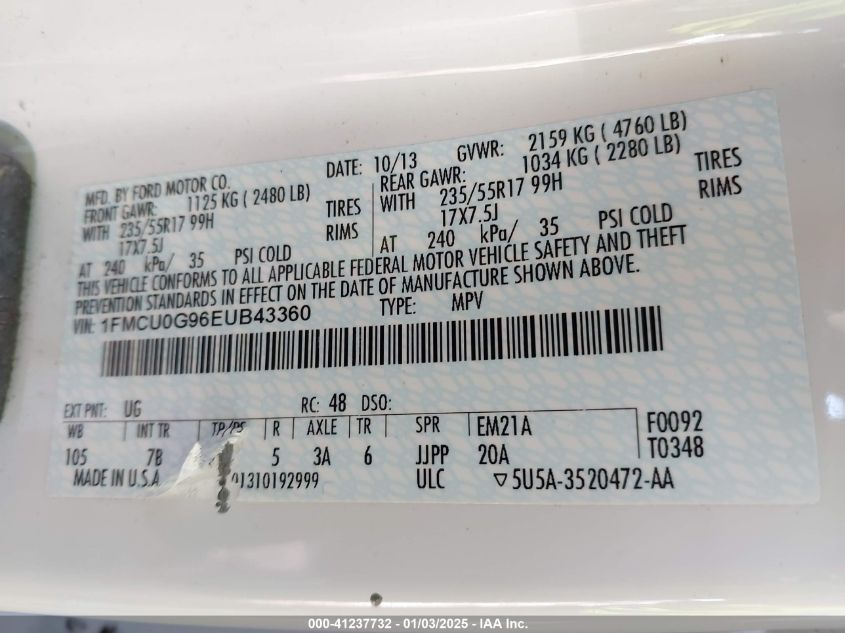 MFD. BY FORD MOTOR CO. DATE: 10/13 GVWR: 2159 KG ( 4760 LB)
FRONT GAWR: 1125 KG ( 2480 LB) REAR GAWR: 1034 KG ( 2280 LB)
WITH 235/55R17 99H TIRES WITH 235/55R17 99H TIRES
17X7.5J RIMS 17X7.5J RIMS
AT 240 kPa/ 35 PSI COLD AT 240 kPa/ 35 PSI COLD
THIS VEHICLE CONFORMS TO ALL APPLICABLE FEDERAL MOTOR VEHICLE SAFETY AND THEFT
PREVENTION STANDARDS IN EFFECT ON THE DATE OF MANUFACTURE SHOWN ABOVE.
VIN: 1FMCU0G96EUB43360 TYPE: MPV
EXT PNT: UG RC: 48 DSO:
WB INT TR TP/PS R AXLE TR SPR EM21A F0092
105 7B 5 3A 6 JJPP 20A T0348
MADE IN U.S.A 01310192999 ULC ▽5U5A-3520472-AA
000-41237732 - 01/03/2025 - IAA Inc.